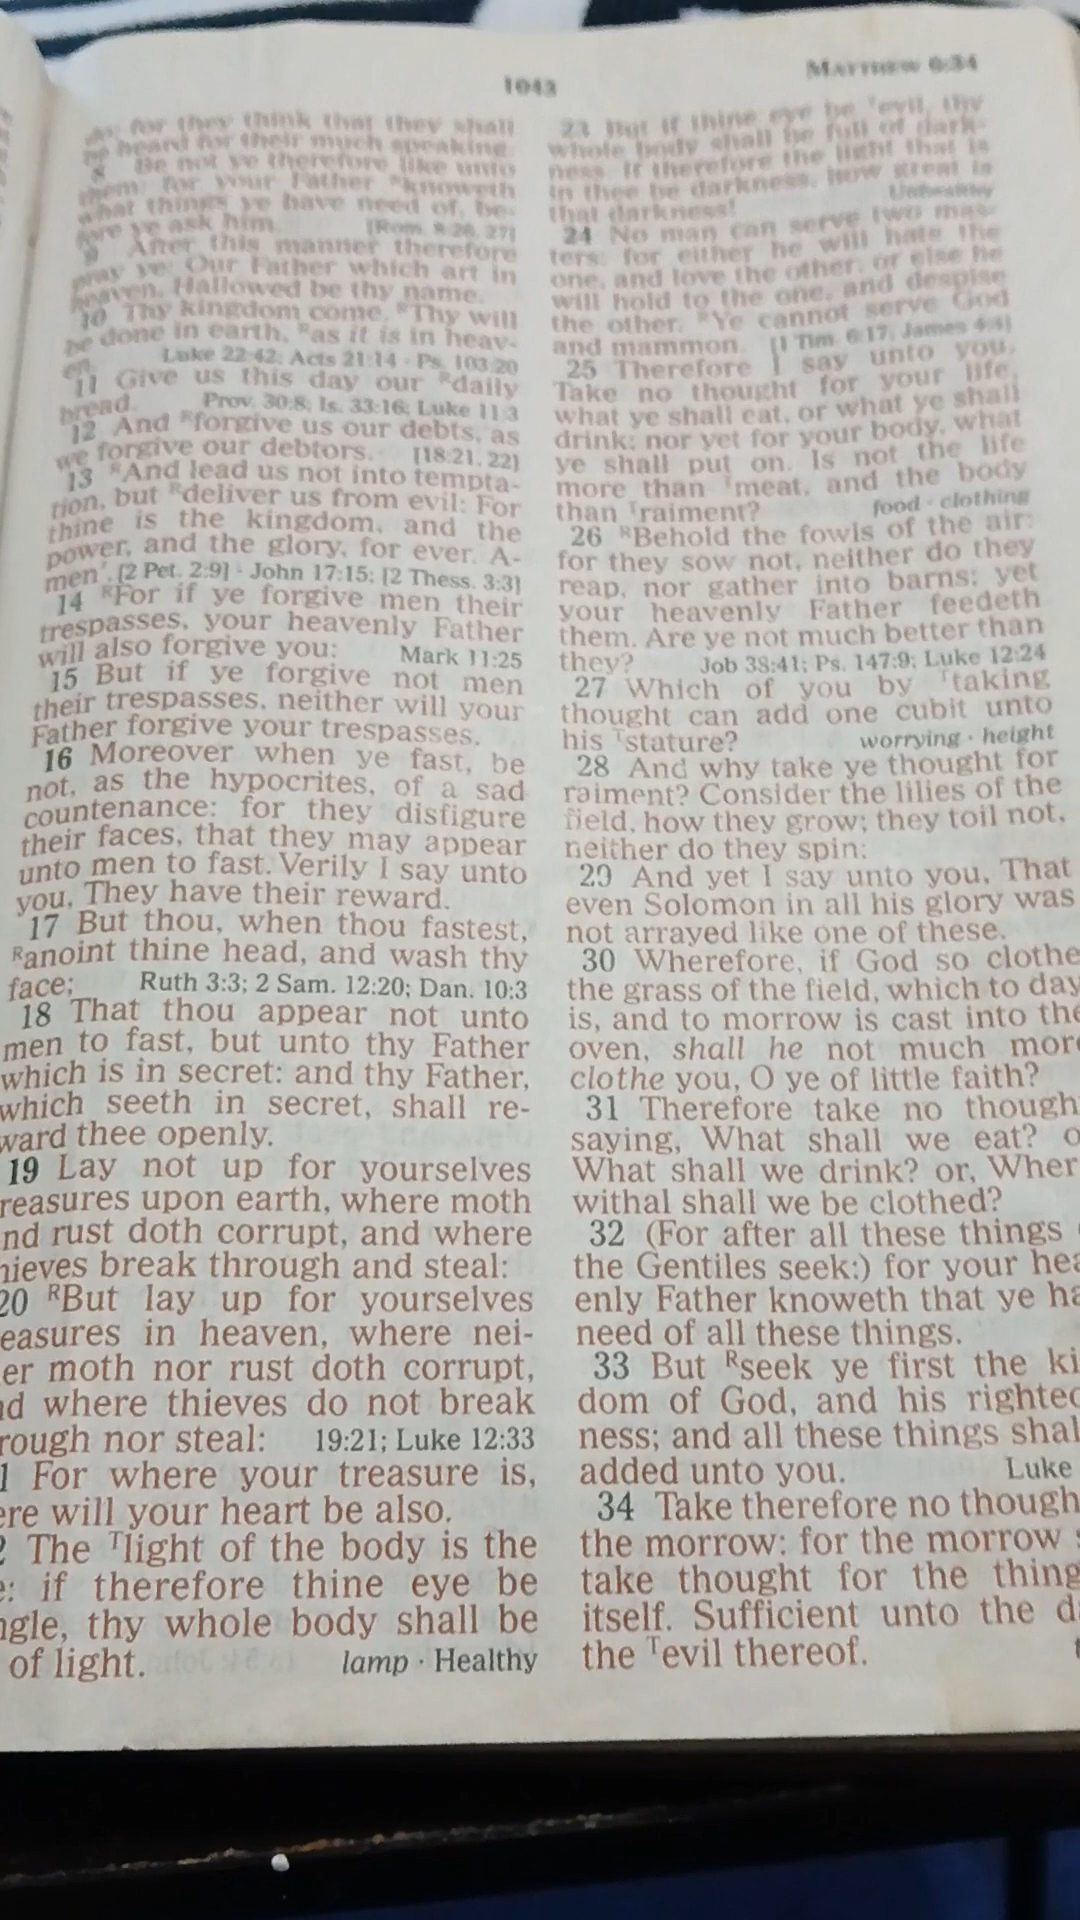 1043
MATTHEW 6:34
for they think that they shall
be heard for their much speaking.
8 Be not ye therefore like unto
them: for your Father ᴿknoweth
what things ye have need of, be-
fore ye ask him. [Rom. 8:26, 27]
9 After this manner therefore
pray ye: Our Father which art in
heaven, Hallowed be thy name.
10 Thy kingdom come. ᴿThy will
be done in earth, ᴿas it is in heav-
en. Luke 22:42; Acts 21:14 · Ps. 103:20
11 Give us this day our ᴿdaily
bread. Prov. 30:8; Is. 33:16; Luke 11:3
12 And ᴿforgive us our debts, as
we forgive our debtors. [18:21, 22]
13 ᴿAnd lead us not into tempta-
tion, but ᴿdeliver us from evil: For
thine is the kingdom, and the
power, and the glory, for ever. A-
men'. [2 Pet. 2:9] · John 17:15; [2 Thess. 3:3]
14 ᴿFor if ye forgive men their
trespasses, your heavenly Father
will also forgive you: Mark 11:25
15 But if ye forgive not men
their trespasses, neither will your
Father forgive your trespasses.
16 Moreover when ye fast, be
not, as the hypocrites, of a sad
countenance: for they disfigure
their faces, that they may appear
unto men to fast. Verily I say unto
you, They have their reward.
17 But thou, when thou fastest,
ᴿanoint thine head, and wash thy
face; Ruth 3:3; 2 Sam. 12:20; Dan. 10:3
18 That thou appear not unto
men to fast, but unto thy Father
which is in secret: and thy Father,
which seeth in secret, shall re-
ward thee openly.
19 Lay not up for yourselves
reasures upon earth, where moth
nd rust doth corrupt, and where
hieves break through and steal:
20 ᴿBut lay up for yourselves
easures in heaven, where nei-
er moth nor rust doth corrupt,
nd where thieves do not break
rough nor steal: 19:21; Luke 12:33
1 For where your treasure is,
ere will your heart be also.
2 The ᵀlight of the body is the
e: if therefore thine eye be
ngle, thy whole body shall be
of light. lamp · Healthy
23 But if thine eye be ᵀevil, thy
whole body shall be full of dark-
ness. If therefore the light that is
in thee be darkness, how great is
that darkness! Unhealthy
24 No man can serve two mas-
ters: for either he will hate the
one, and love the other; or else he
will hold to the one, and despise
the other. ᴿYe cannot serve God
and mammon. [1 Tim. 6:17; James 4:4]
25 Therefore I say unto you,
Take no thought for your life,
what ye shall eat, or what ye shall
drink; nor yet for your body, what
ye shall put on. Is not the life
more than ᵀmeat, and the body
than ᵀraiment? food · clothing
26 ᴿBehold the fowls of the air:
for they sow not, neither do they
reap, nor gather into barns; yet
your heavenly Father feedeth
them. Are ye not much better than
they? Job 38:41; Ps. 147:9; Luke 12:24
27 Which of you by ᵀtaking
thought can add one cubit unto
his ᵀstature? worrying · height
28 And why take ye thought for
raiment? Consider the lilies of the
field, how they grow; they toil not,
neither do they spin:
29 And yet I say unto you, That
even Solomon in all his glory was
not arrayed like one of these.
30 Wherefore, if God so clothe
the grass of the field, which to day
is, and to morrow is cast into the
oven, shall he not much more
clothe you, O ye of little faith?
31 Therefore take no though
saying, What shall we eat? o
What shall we drink? or, Wher
withal shall we be clothed?
32 (For after all these things
the Gentiles seek:) for your hea
enly Father knoweth that ye ha
need of all these things.
33 But ᴿseek ye first the ki
dom of God, and his righteo
ness; and all these things shal
added unto you. Luke
34 Take therefore no though
the morrow: for the morrow s
take thought for the thing
itself. Sufficient unto the d
the ᵀevil thereof.